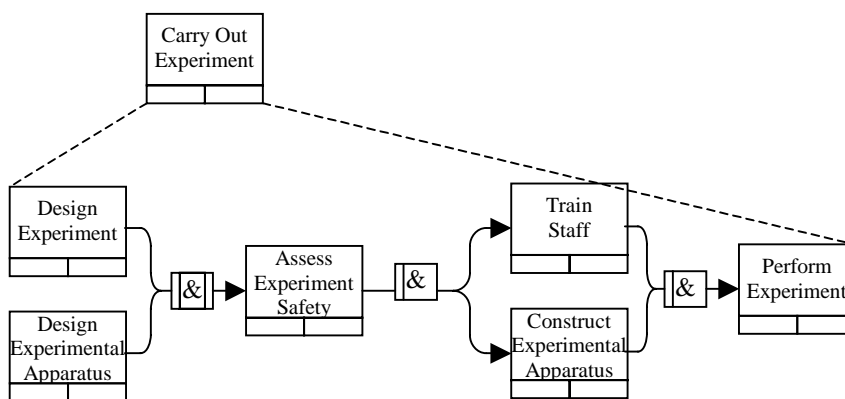 Carry Out
Experiment
Design
Experiment
Design
Experimental
Apparatus
&
Assess
Experiment
Safety
&
Train
Staff
Construct
Experimental
Apparatus
&
Perform
Experiment